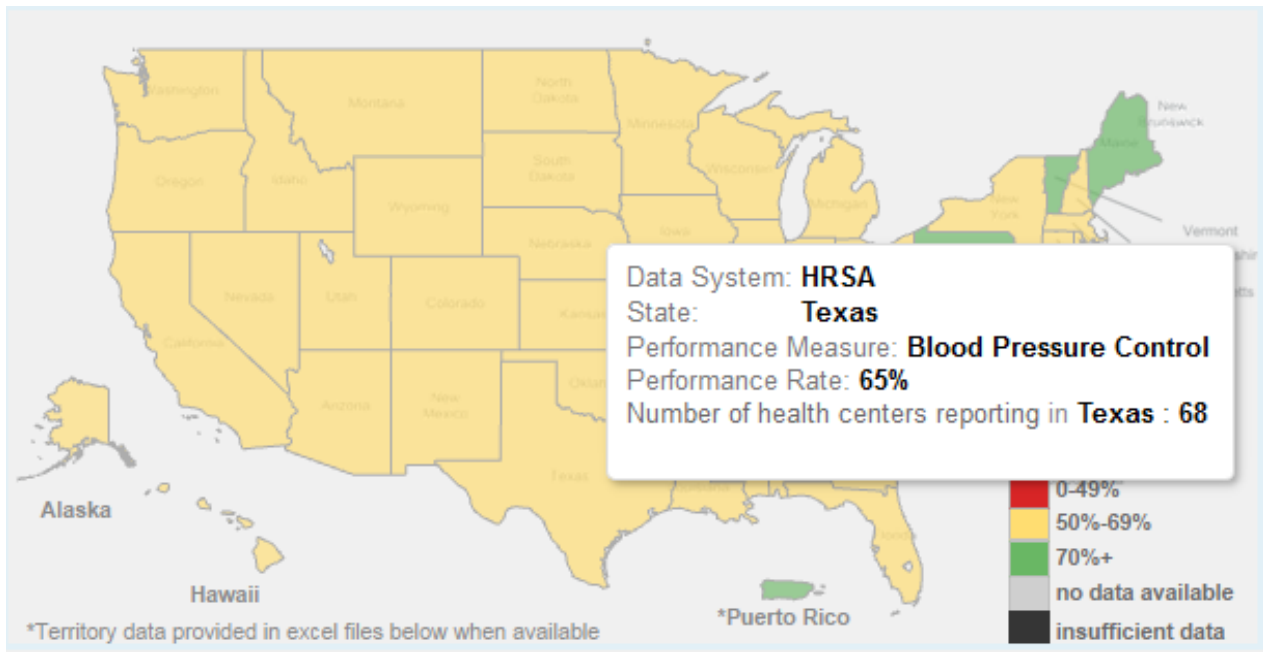 Washington
Montana
North
Dakota
Minnesota
New
Brunswick
Maine
Oregon
Idaho
South
Dakota
Wisconsin
Wyoming
Michigan
New
York
Iowa
Nebraska
Vermont
Nevada
Utah
Colorado
California
Arizona
New
Mexico
Texas
Florida
Data System: HRSA
State: Texas
Performance Measure: Blood Pressure Control
Performance Rate: 65%
Number of health centers reporting in Texas : 68
0-49%
50%-69%
70%+
no data available
insufficient data
Alaska
Hawaii
*Puerto Rico
*Territory data provided in excel files below when available